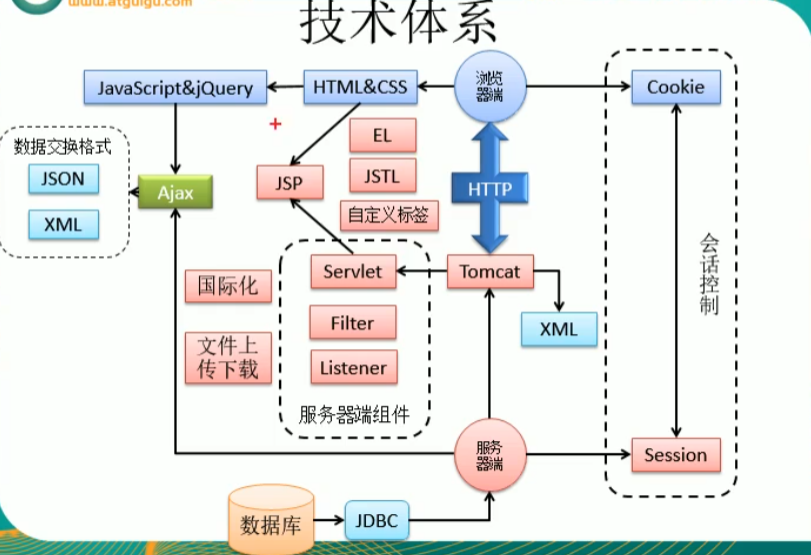 www.atguigu.com
技术体系
JavaScript&jQuery
HTML&CSS
浏览
器端
Cookie
数据交换格式
JSON
XML
Ajax
JSP
EL
JSTL
自定义标签
HTTP
会话控制
Servlet
Filter
Listener
服务器端组件
Tomcat
XML
国际化
文件上
传下载
服务
器端
Session
数据库
JDBC